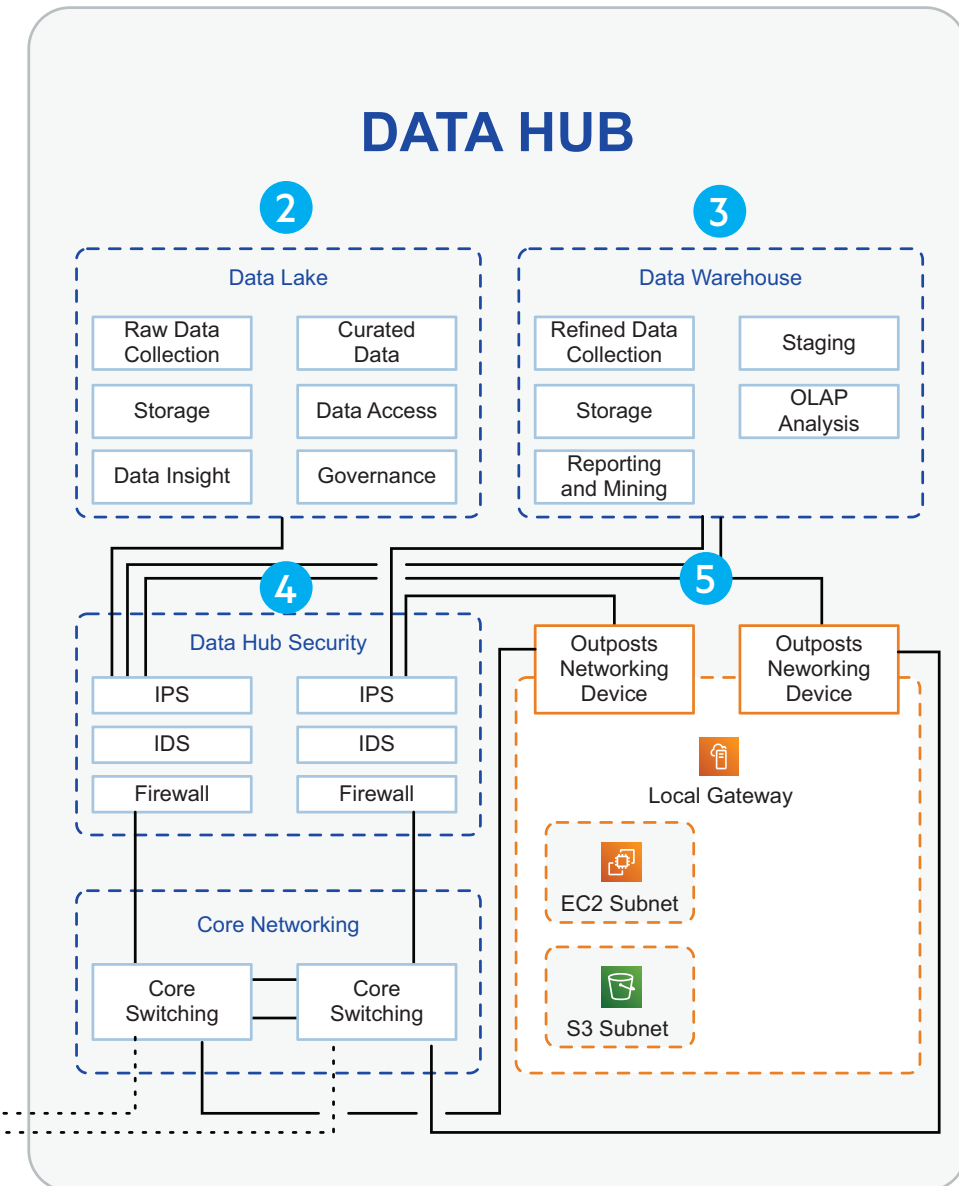 DATA HUB
2
3
Data Lake
Raw Data
Collection
Curated
Data
Storage
Data Access
Data Insight
Governance
Data Warehouse
Refined Data
Collection
Staging
Storage
OLAP
Analysis
Reporting
and Mining
4
5
Data Hub Security
IPS
IPS
IDS
IDS
Firewall
Firewall
Outposts
Networking
Device
Outposts
Neworking
Device
Local Gateway
EC2 Subnet
S3 Subnet
Core Networking
Core
Switching
Core
Switching